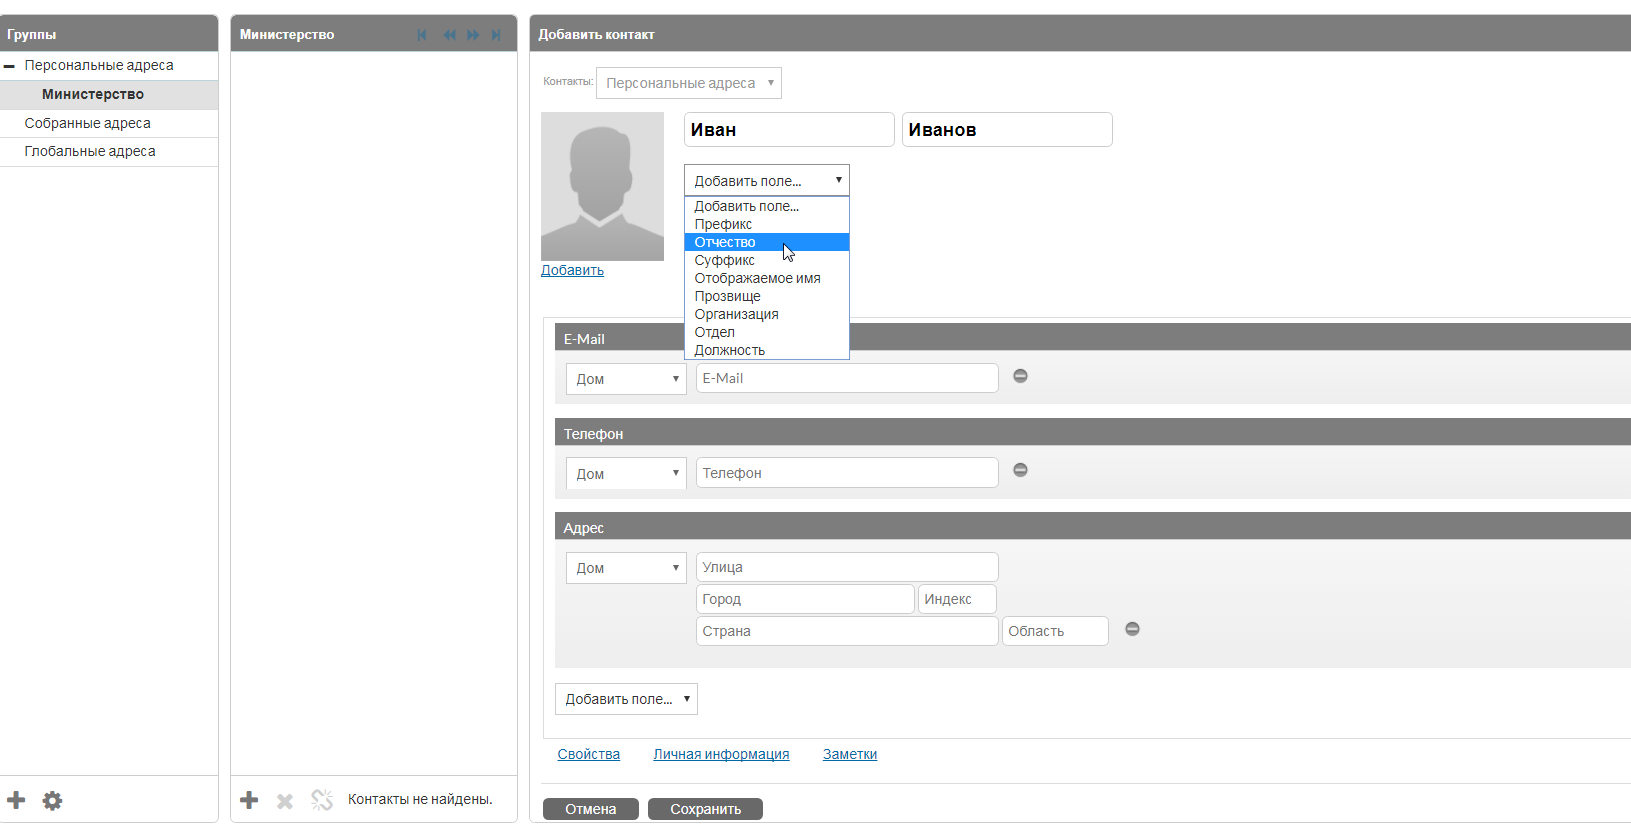 Группы
Персональные адреса
Министерство
Собранные адреса
Глобальные адреса
Министерство
Контакты не найдены.
Добавить контакт
Контакты: Персональные адреса
Иван Иванов
Добавить
Добавить поле...
Добавить поле...
Префикс
Отчество
Суффикс
Отображаемое имя
Прозвище
Организация
Отдел
Должность
E-Mail
Дом E-Mail
Телефон
Дом Телефон
Адрес
Дом Улица
Город Индекс
Страна Область
Добавить поле...
Свойства Личная информация Заметки
Отмена Сохранить